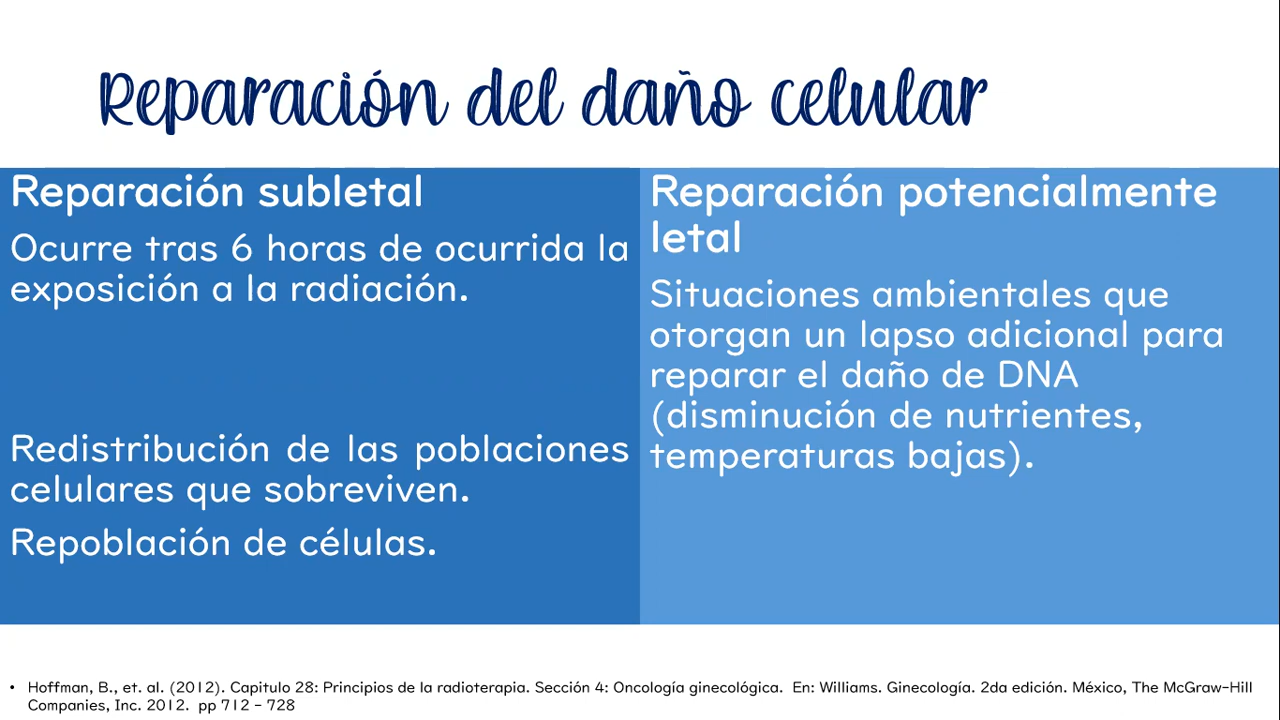 Reparación del daño celular
Reparación subletal
Ocurre tras 6 horas de ocurrida la
exposición a la radiación.
Redistribución de las poblaciones
celulares que sobreviven.
Repoblación de células.
Reparación potencialmente
letal
Situaciones ambientales que
otorgan un lapso adicional para
reparar el daño de DNA
(disminución de nutrientes,
temperaturas bajas).
• Hoffman, B., et. al. (2012). Capitulo 28: Principios de la radioterapia. Sección 4: Oncología ginecológica. En: Williams. Ginecología. 2da edición. México, The McGraw-Hill
Companies, Inc. 2012. pp 712 – 728